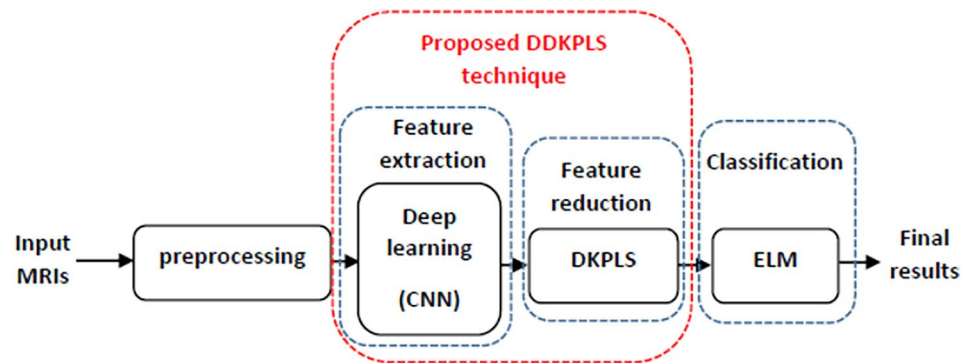 Proposed DDKPLS
technique
Feature
extraction
Feature
reduction
Classification
Input
MRIs
preprocessing
Deep
learning
(CNN)
DKPLS
ELM
Final
results